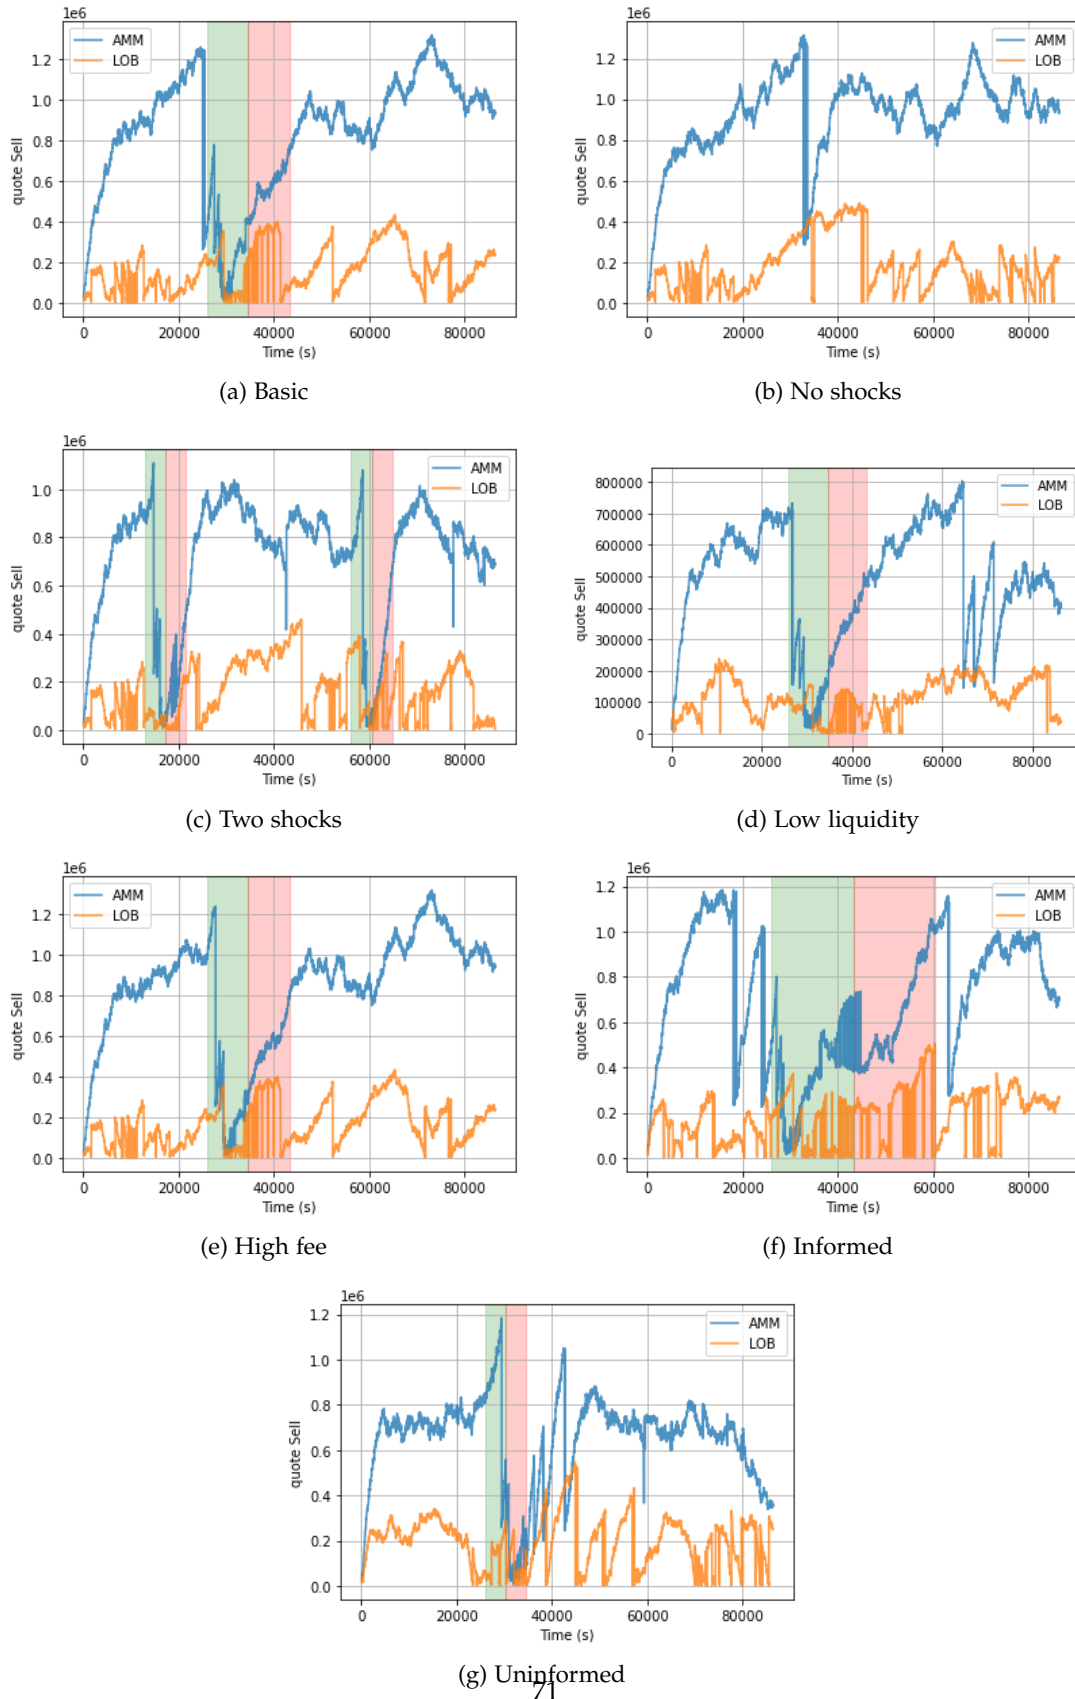 1e6
1.2
1.0
0.8
0.6
0.4
0.2
0.0
quote Sell
AMM
LOB
0 20000 40000 60000 80000
Time (s)
(a) Basic
1e6
1.2
1.0
0.8
0.6
0.4
0.2
0.0
quote Sell
AMM
LOB
0 20000 40000 60000 80000
Time (s)
(b) No shocks
1e6
1.0
0.8
0.6
0.4
0.2
0.0
quote Sell
AMM
LOB
0 20000 40000 60000 80000
Time (s)
(c) Two shocks
800000
700000
600000
500000
400000
300000
200000
100000
0
quote Sell
AMM
LOB
0 20000 40000 60000 80000
Time (s)
(d) Low liquidity
1e6
1.2
1.0
0.8
0.6
0.4
0.2
0.0
quote Sell
AMM
LOB
0 20000 40000 60000 80000
Time (s)
(e) High fee
1e6
1.2
1.0
0.8
0.6
0.4
0.2
0.0
quote Sell
AMM
LOB
0 20000 40000 60000 80000
Time (s)
(f) Informed
1e6
1.2
1.0
0.8
0.6
0.4
0.2
0.0
quote Sell
AMM
LOB
0 20000 40000 60000 80000
Time (s)
(g) Uninformed
71